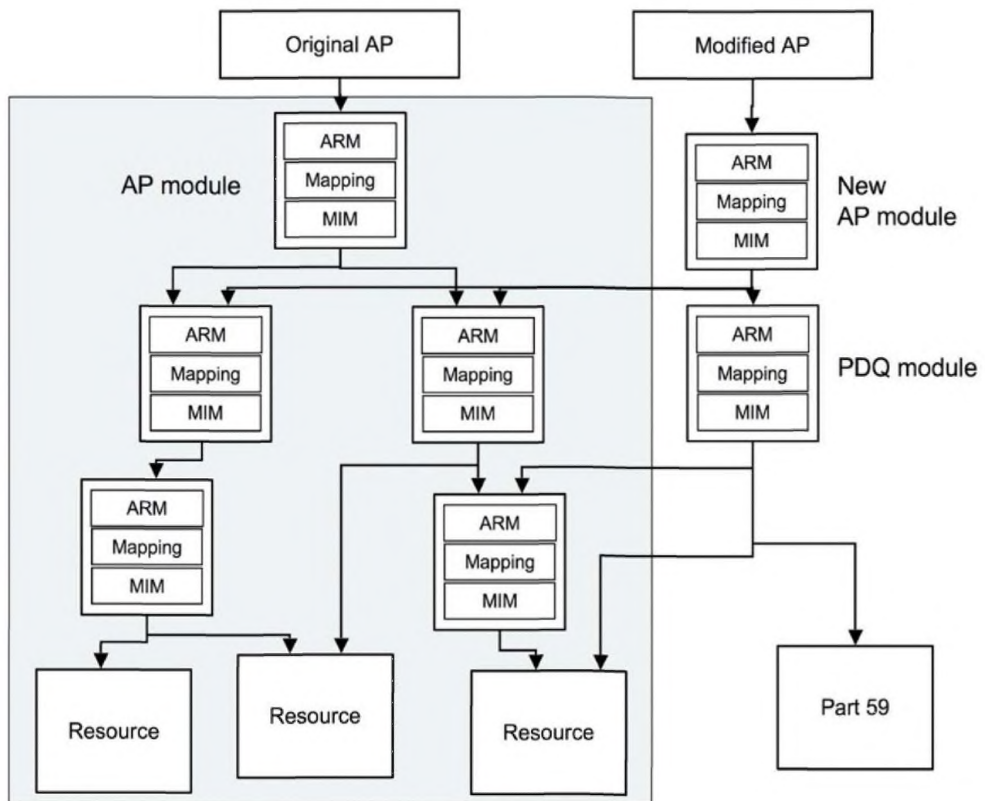 Original AP
Modified AP
AP module
ARM
Mapping
MIM
ARM
Mapping
MIM
New
AP module
ARM
Mapping
MIM
ARM
Mapping
MIM
ARM
Mapping
MIM
PDQ module
ARM
Mapping
MIM
ARM
Mapping
MIM
Resource
Resource
Resource
Part 59